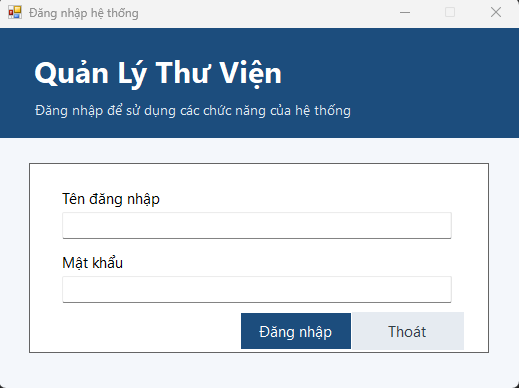 Đăng nhập hệ thống
Quản Lý Thư Viện
Đăng nhập để sử dụng các chức năng của hệ thống
Tên đăng nhập
Mật khẩu
Đăng nhập Thoát